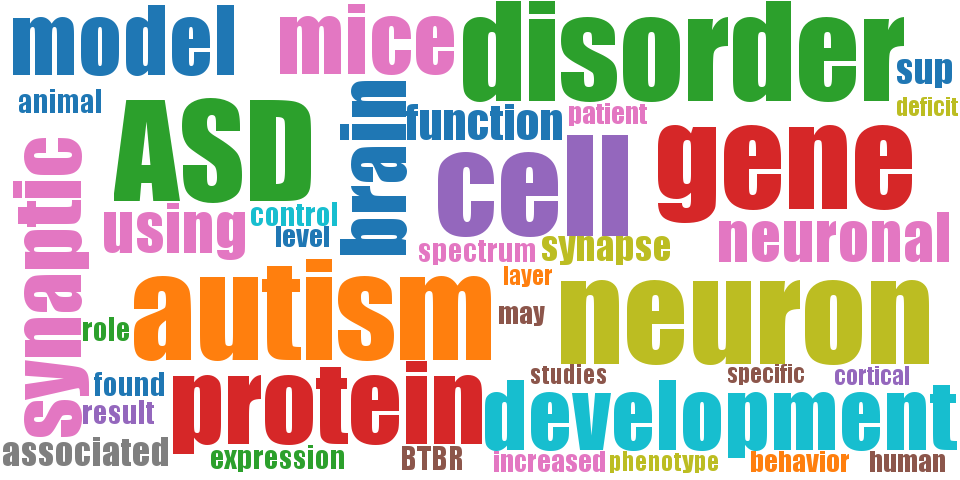 model
mice
disorder
sup
animal
deficit
ASD
brain
function
patient
cell
gene
synaptic
using
control
level
spectrum
synapse
neuronal
autism
layer
may
neuron
role
found
result
protein
studies
specific
cortical
development
associated
expression
BTBR
increased
phenotype
behavior
human